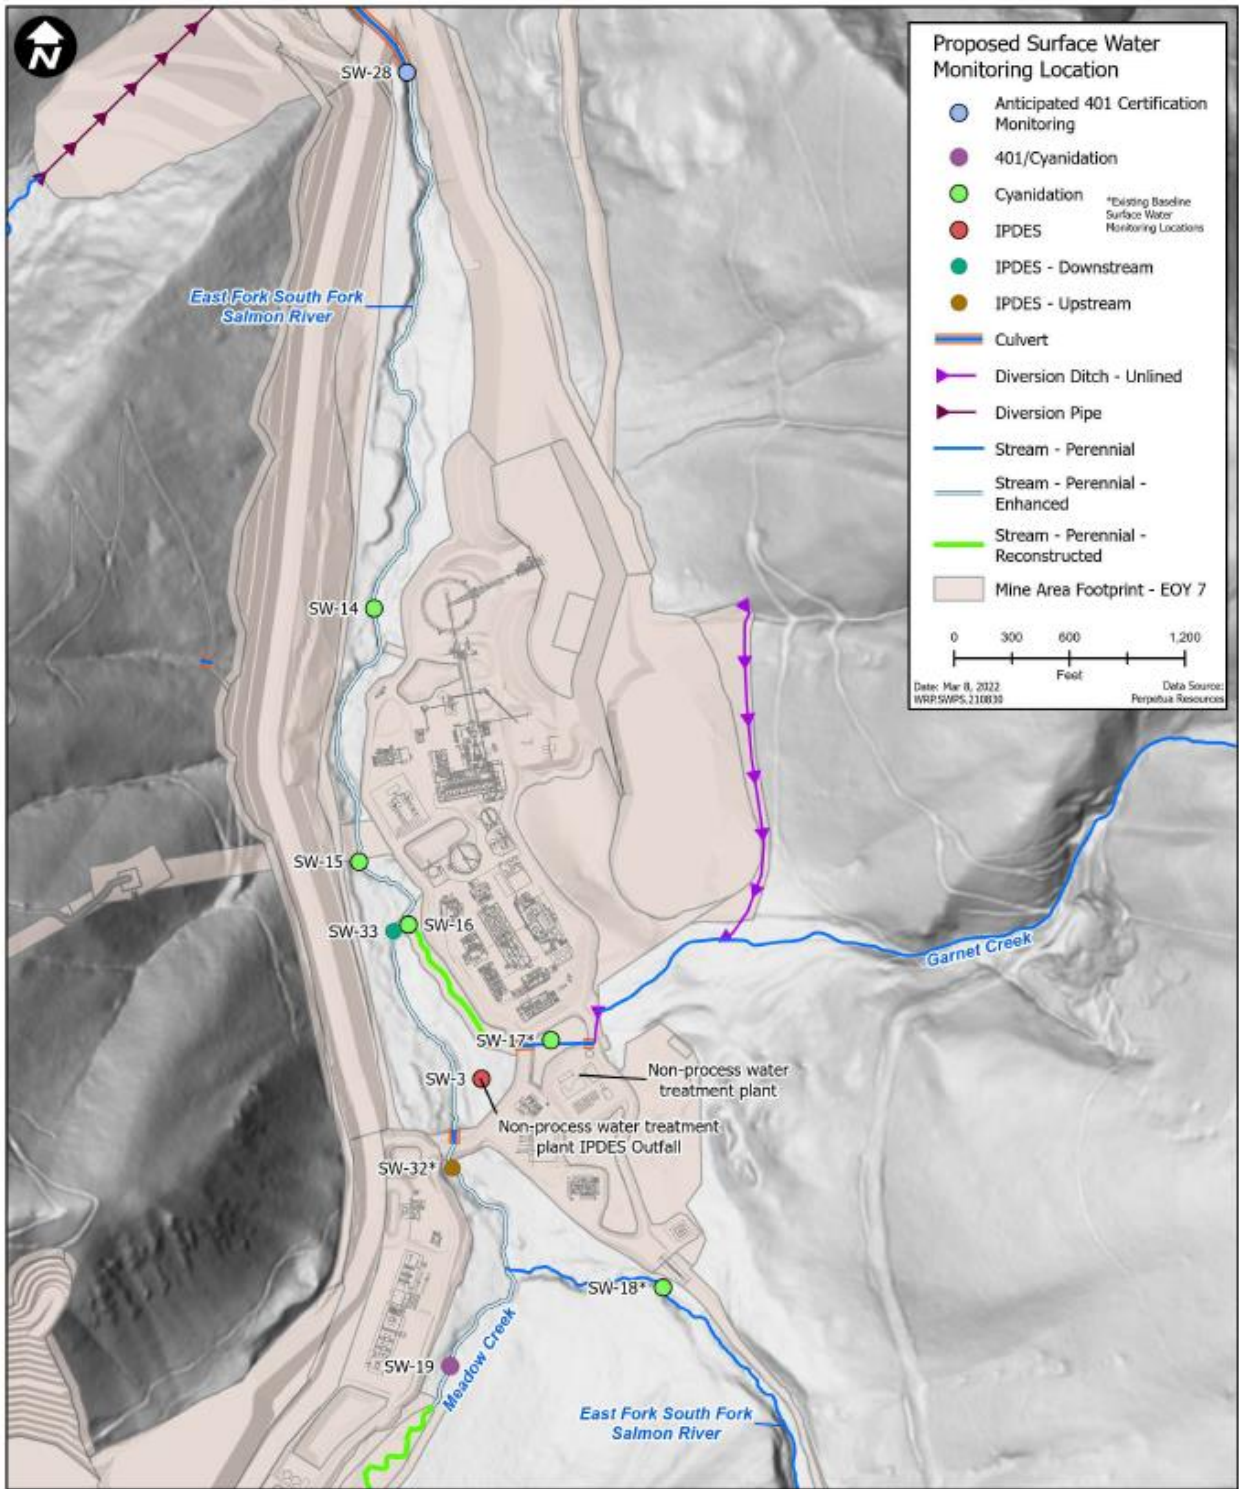 N
Proposed Surface Water
Monitoring Location
Anticipated 401 Certification
Monitoring
401/Cyanidation
Cyanidation
*Existing Baseline
Surface Water
Monitoring Locations
IPDES
IPDES - Downstream
IPDES - Upstream
Culvert
Diversion Ditch - Unlined
Diversion Pipe
Stream - Perennial
Stream - Perennial -
Enhanced
Stream - Perennial -
Reconstructed
Mine Area Footprint - EOY 7
0 300 600 1,200
Feet
Date: Mar 8, 2022
WRP.SWPS.210830
Data Source:
Perpetua Resources
SW-28
East Fork South Fork
Salmon River
SW-14
SW-15
SW-33
SW-16
Garnet Creek
SW-17*
SW-3
Non-process water
treatment plant
Non-process water treatment
plant IPDES Outfall
SW-32*
SW-18*
SW-19
Meadow Creek
East Fork South Fork
Salmon River